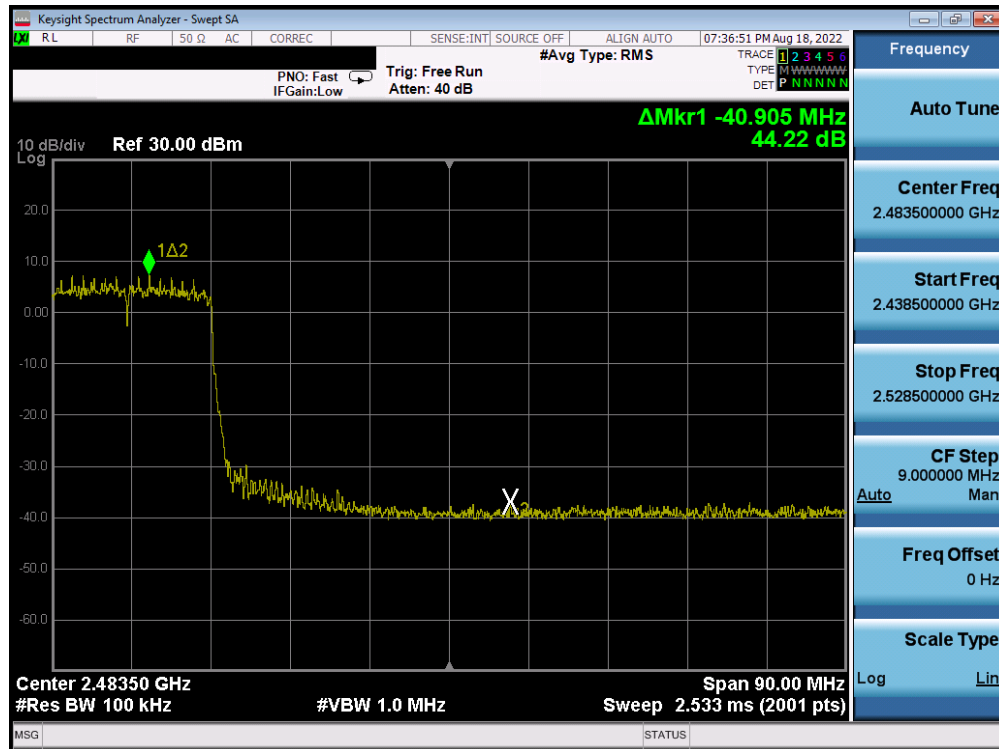 Keysight Spectrum Analyzer - Swept SA
LXI RL RF 50 Ω AC CORREC SENSE:INT SOURCE OFF ALIGN AUTO 07:36:51 PM Aug 18, 2022
#Avg Type: RMS
TRACE 1 2 3 4 5 6
PNO: Fast Trig: Free Run
TYPE M WWWWW
IFGain:Low Atten: 40 dB
DET P N N N N N
ΔMkr1 -40.905 MHz
44.22 dB
10 dB/div Ref 30.00 dBm
Log
20.0
1Δ2
10.0
0.00
-10.0
-20.0
-30.0
X2
-40.0
-50.0
-60.0
Center 2.48350 GHz Span 90.00 MHz
#Res BW 100 kHz #VBW 1.0 MHz Sweep 2.533 ms (2001 pts)
MSG STATUS
Frequency
Auto Tune
Center Freq
2.483500000 GHz
Start Freq
2.438500000 GHz
Stop Freq
2.528500000 GHz
CF Step
9.000000 MHz
Auto Man
Freq Offset
0 Hz
Scale Type
Log Lin